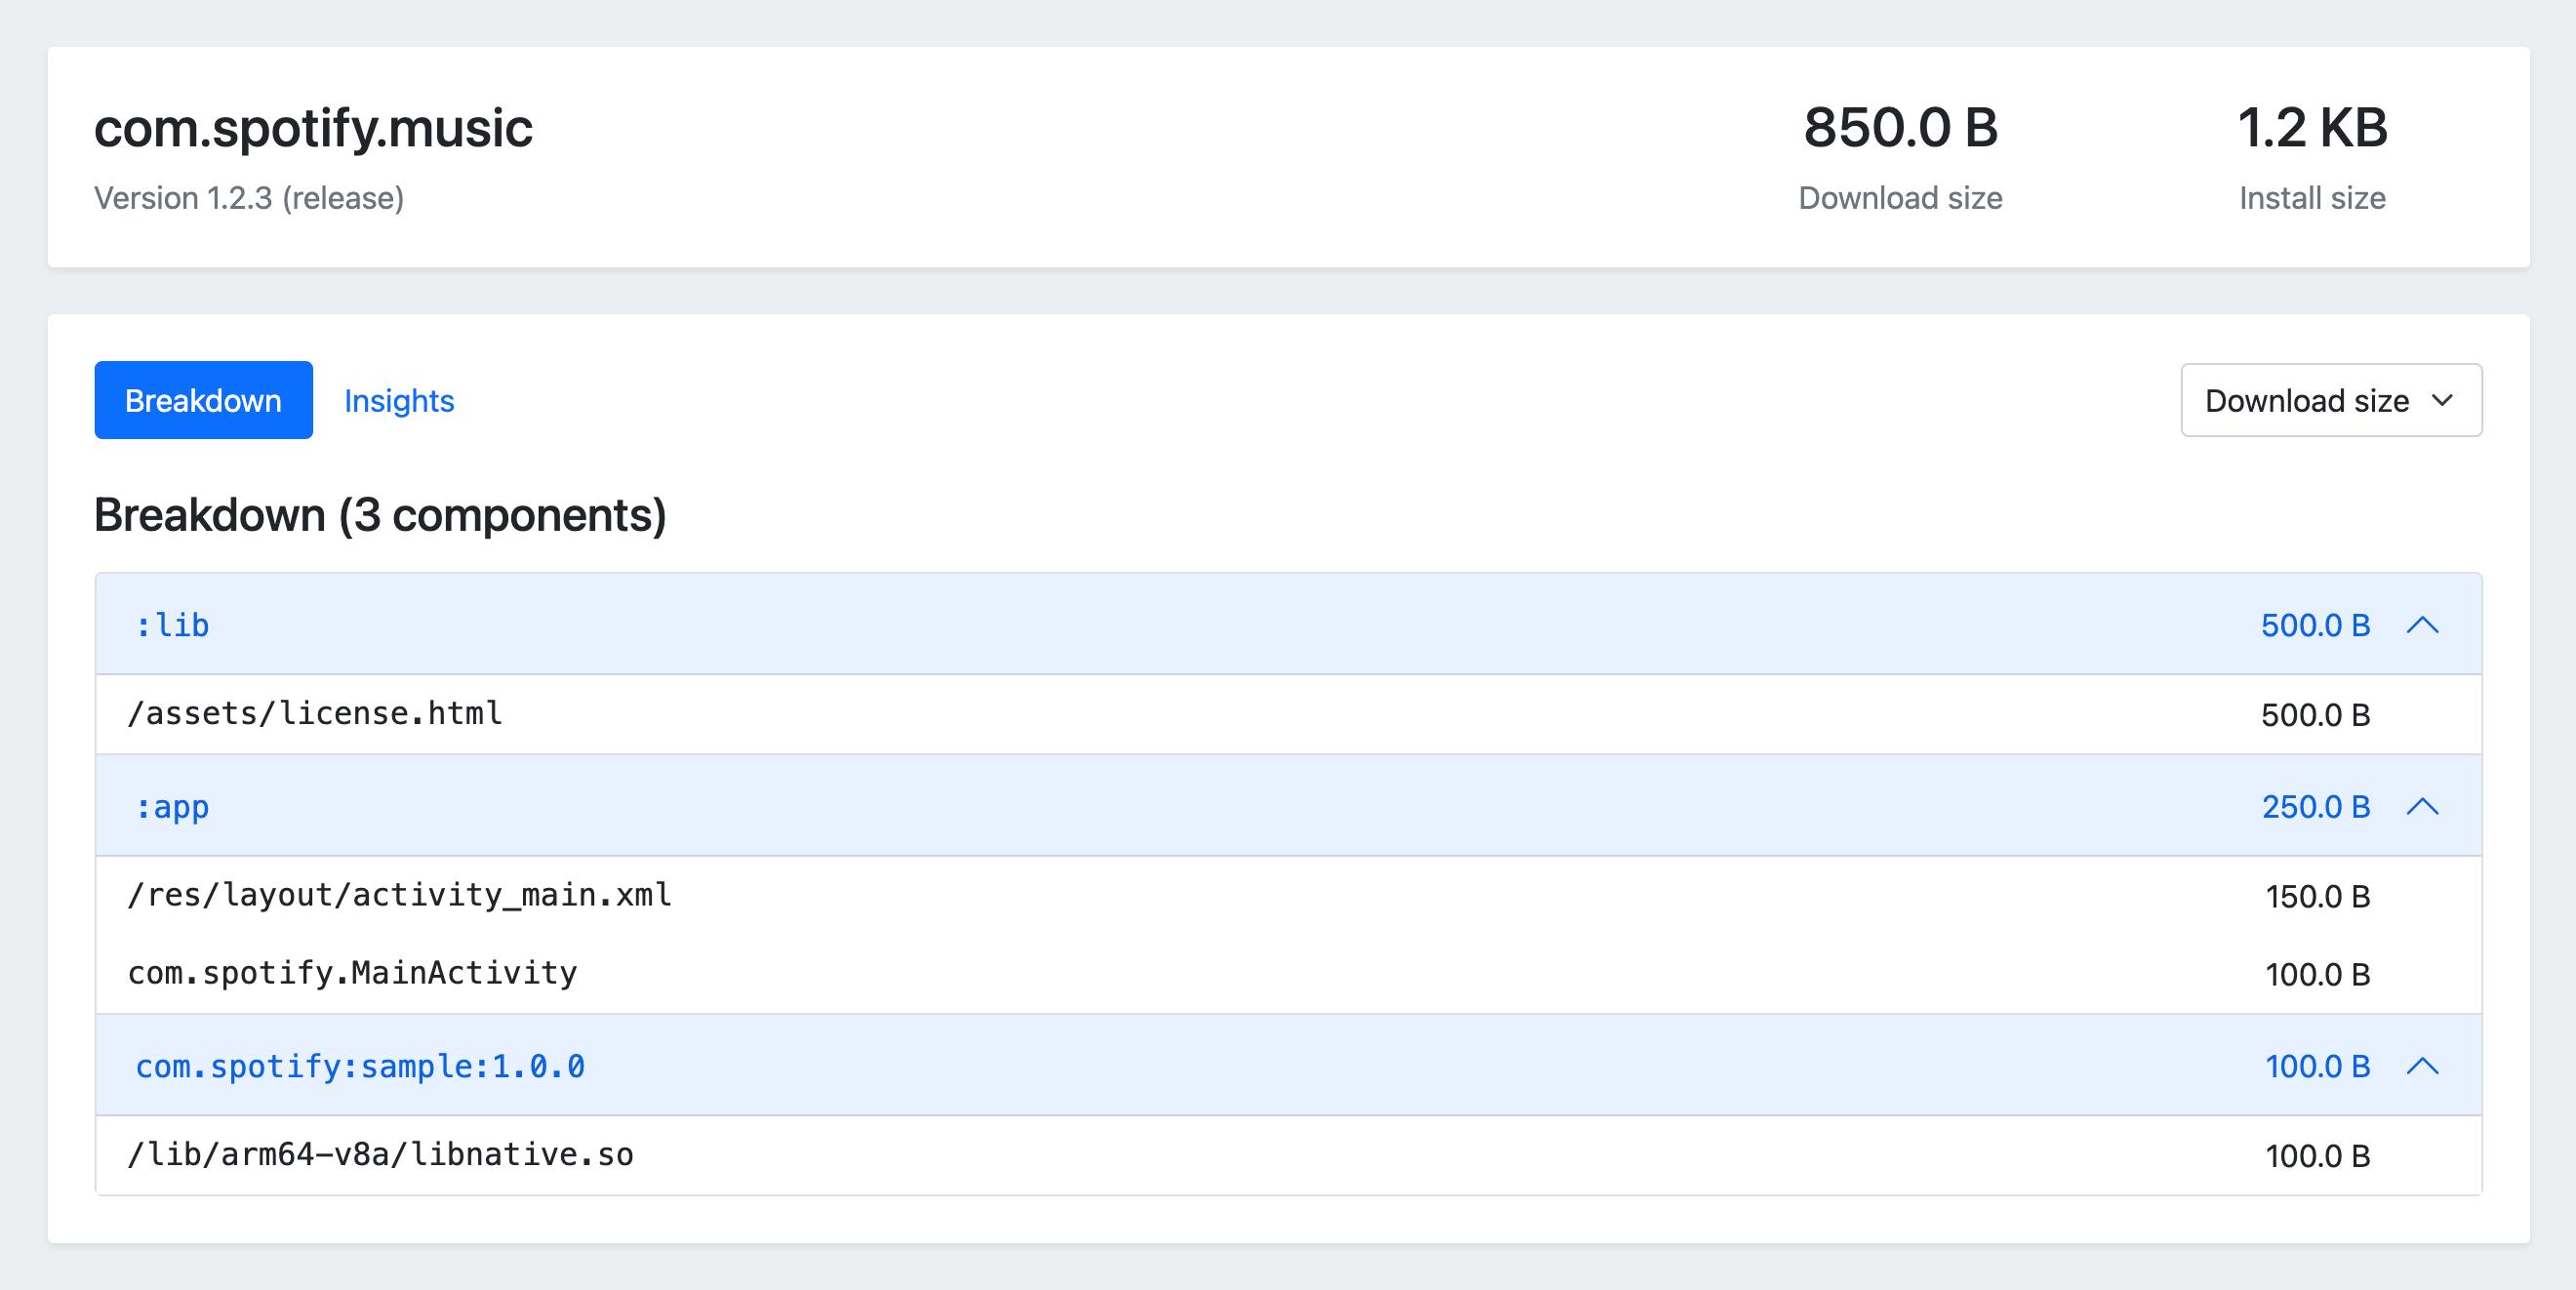 com.spotify.music
850.0 B
1.2 KB
Version 1.2.3 (release)
Download size
Install size
Breakdown
Insights
Download size
Breakdown (3 components)
:lib 500.0 B
/assets/license.html 500.0 B
:app 250.0 B
/res/layout/activity_main.xml 150.0 B
com.spotify.MainActivity 100.0 B
com.spotify:sample:1.0.0 100.0 B
/lib/arm64-v8a/libnative.so 100.0 B